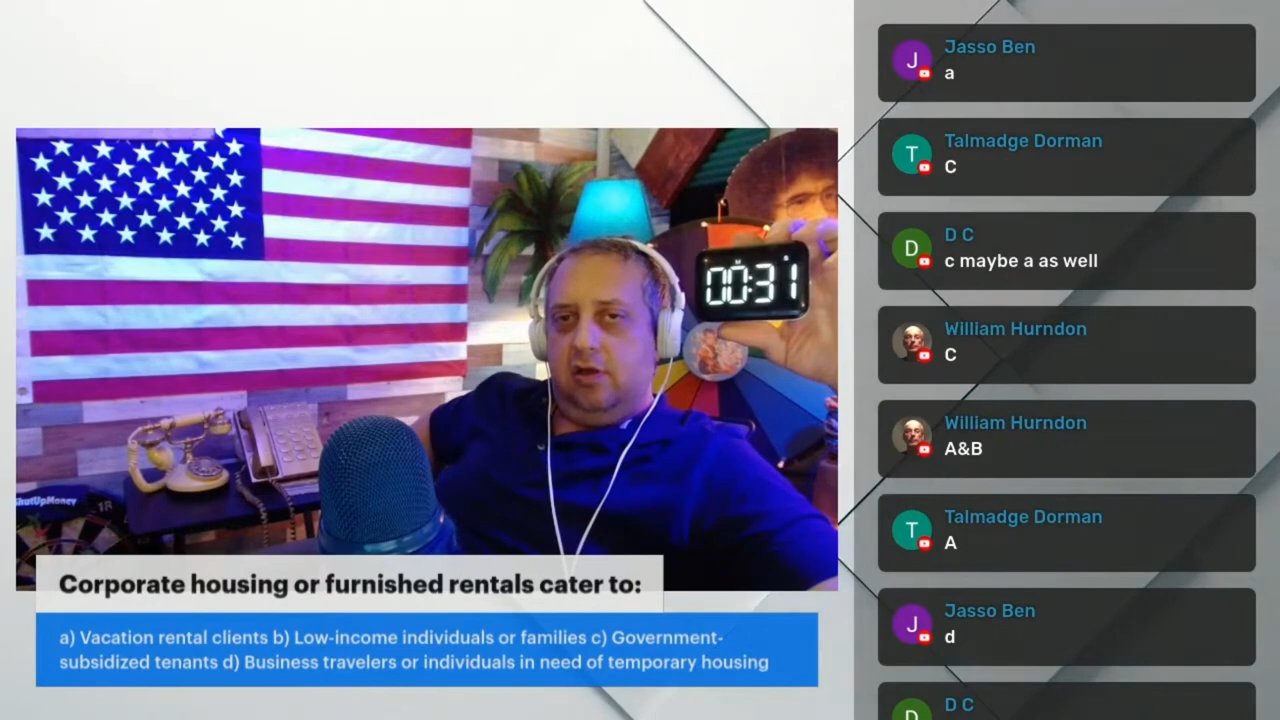 Jasso Ben
a
Talmadge Dorman
C
D C
c maybe a as well
William Hurndon
C
William Hurndon
A&B
Talmadge Dorman
A
Jasso Ben
d
D C
J
T
D
T
J
D
00:31
M
S
ShutUpMoney
1R
Corporate housing or furnished rentals cater to:
a) Vacation rental clients b) Low-income individuals or families c) Government-
subsidized tenants d) Business travelers or individuals in need of temporary housing